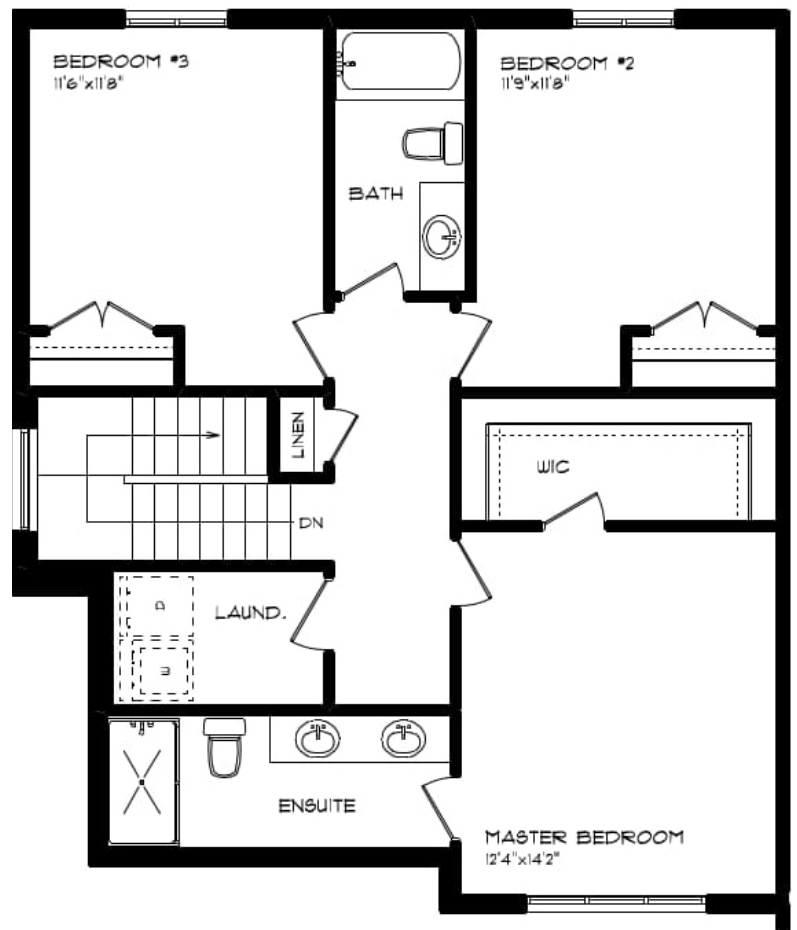 BEDROOM #3
11'6"x11'8"
BEDROOM #2
11'9"x11'8"
BATH
LINEN
WIC
DN
D
LAUND.
W
ENSUITE
MASTER BEDROOM
12'4"x14'2"